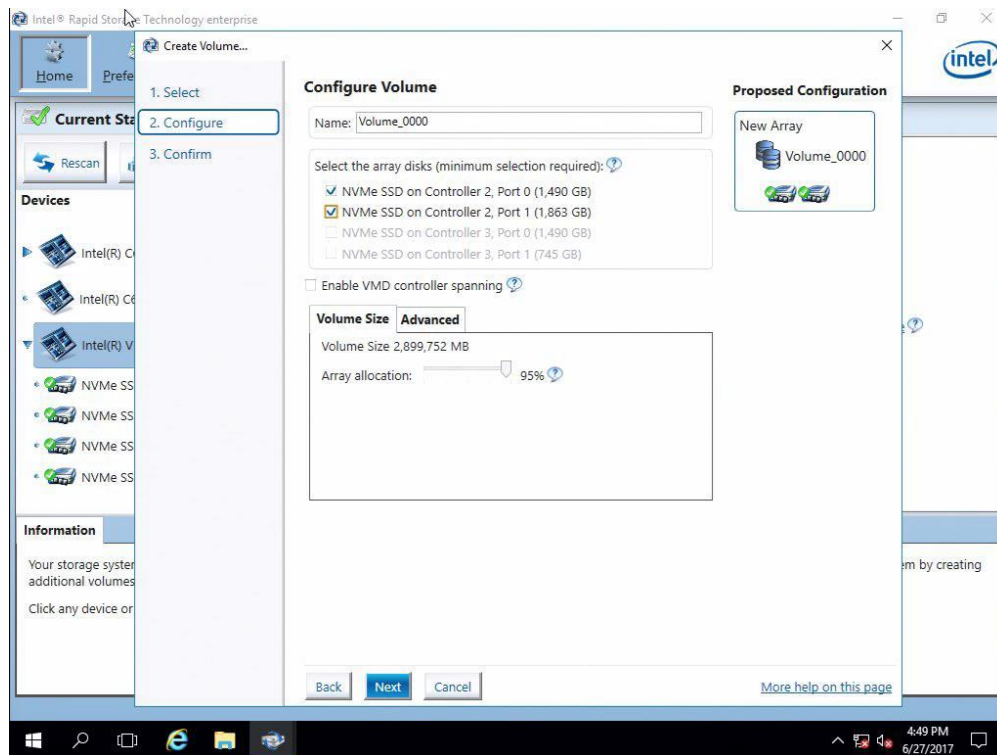 Intel® Rapid Storage Technology enterprise
Home
Prefe
intel
Current Sta
Rescan
Devices
Intel(R) C
Intel(R) C6
Intel(R) V
NVMe SS
NVMe SS
NVMe SS
NVMe SS
Information
Your storage system
additional volumes
Click any device or
em by creating
Create Volume...
1. Select
2. Configure
3. Confirm
Configure Volume
Name: Volume_0000
Select the array disks (minimum selection required):
NVMe SSD on Controller 2, Port 0 (1,490 GB)
NVMe SSD on Controller 2, Port 1 (1,863 GB)
NVMe SSD on Controller 3, Port 0 (1,490 GB)
NVMe SSD on Controller 3, Port 1 (745 GB)
Enable VMD controller spanning
Volume Size Advanced
Volume Size 2,899,752 MB
Array allocation: 95%
Proposed Configuration
New Array
Volume_0000
Back Next Cancel
More help on this page
4:49 PM
6/27/2017